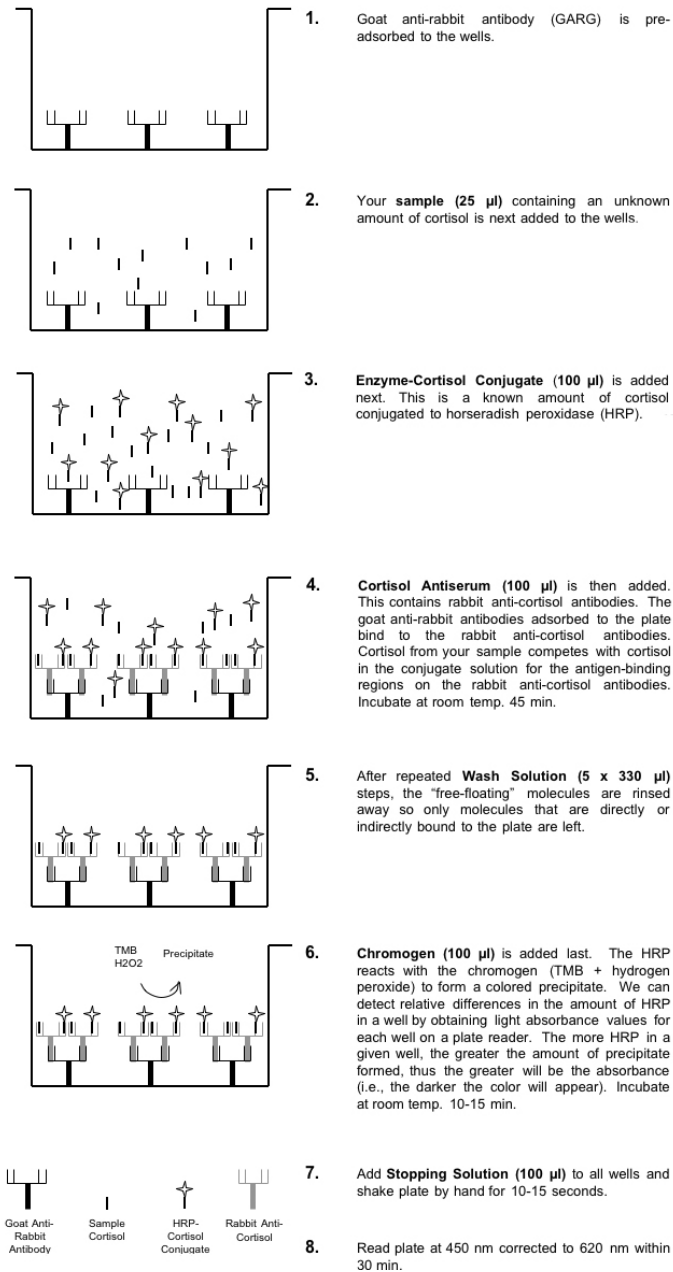 1. Goat anti-rabbit antibody (GARG) is pre-
adsorbed to the wells.
2. Your sample (25 µl) containing an unknown
amount of cortisol is next added to the wells.
3. Enzyme-Cortisol Conjugate (100 µl) is added
next. This is a known amount of cortisol
conjugated to horseradish peroxidase (HRP).
4. Cortisol Antiserum (100 µl) is then added.
This contains rabbit anti-cortisol antibodies. The
goat anti-rabbit antibodies adsorbed to the plate
bind to the rabbit anti-cortisol antibodies.
Cortisol from your sample competes with cortisol
in the conjugate solution for the antigen-binding
regions on the rabbit anti-cortisol antibodies.
Incubate at room temp. 45 min.
5. After repeated Wash Solution (5 x 330 µl)
steps, the “free-floating” molecules are rinsed
away so only molecules that are directly or
indirectly bound to the plate are left.
TMB
H2O2
Precipitate
6. Chromogen (100 µl) is added last. The HRP
reacts with the chromogen (TMB + hydrogen
peroxide) to form a colored precipitate. We can
detect relative differences in the amount of HRP
in a well by obtaining light absorbance values for
each well on a plate reader. The more HRP in a
given well, the greater the amount of precipitate
formed, thus the greater will be the absorbance
(i.e., the darker the color will appear). Incubate
at room temp. 10-15 min.
7. Add Stopping Solution (100 µl) to all wells and
shake plate by hand for 10-15 seconds.
Goat Anti-
Rabbit
Antibody
Sample
Cortisol
HRP-
Cortisol
Conjugate
Rabbit Anti-
Cortisol
8. Read plate at 450 nm corrected to 620 nm within
30 min.